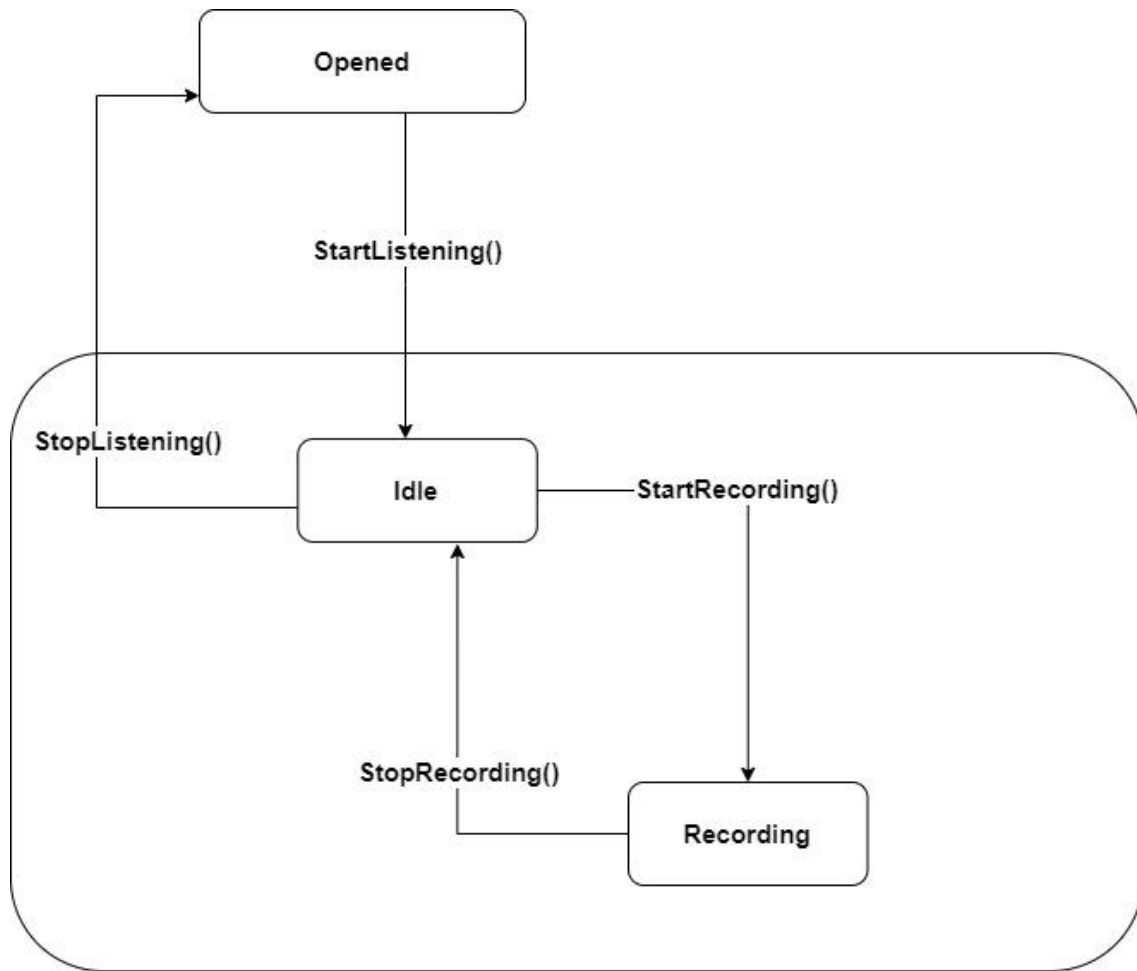 Opened
StartListening()
StopListening()
Idle
StartRecording()
StopRecording()
Recording